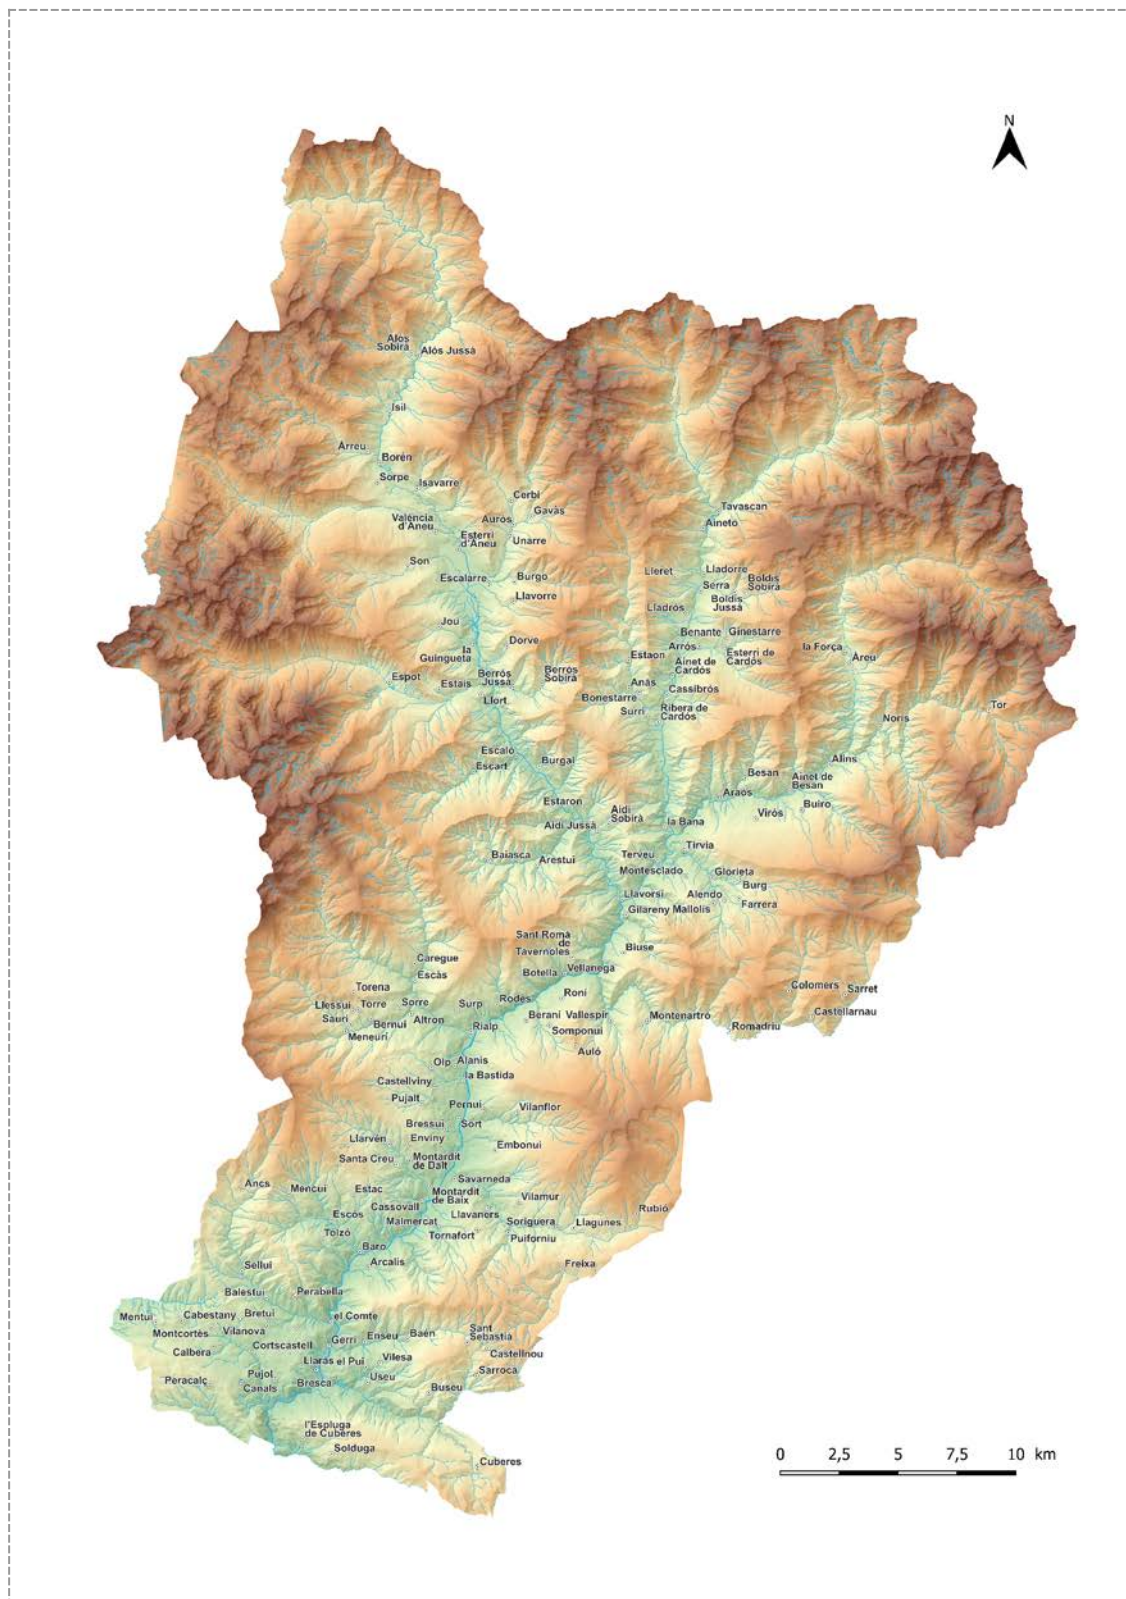 N
Alós
Sobirà
Alós Jussà
Isil
Àrreu
Borén
Sorpe
Isavarre
Cerbi
Gavàs
València
d'Àneu
Auròs
Esterri
d'Àneu
Unarre
Tavascan
Aineto
Son
Escalarre
Burgo
Llavorre
Lleret
Lladorre
Serra
Boldís
Sobirà
Boldís
Jussà
Lladrós
Jou
Dorve
Benante
Ginestarre
la
Guingueta
Arrós
Estaon
Ainet de
Cardós
Esterri de
Cardós
la Força
Àreu
Espot
Estaís
Berrós
Jussà
Berrós
Sobirà
Llort
Anàs
Bonestarre
Cassibrós
Surri
Ribera de
Cardós
Tor
Noris
Escaló
Escart
Burgal
Besan
Alins
Ainet de
Besan
Araós
Estaron
Buiro
Virós
Aidí
Sobirà
Aidí Jussà
la Bana
Baiasca
Arestui
Terveu
Tírvia
Montesclado
Glorieta
Burg
Llavorsí
Alendo
Farrera
Gilareny
Mallolis
Sant Romà
de
Tavèrnoles
Biuse
Caregue
Escàs
Botella
Vellanega
Torena
Colomers
Sarret
Llessui
Torre
Sorre
Surp
Rodés
Roní
Saurí
Bernui
Altron
Rialp
Beraní
Vallespir
Montenartró
Castellarnau
Meneurí
Somponui
Romadriu
Auló
Olp
Alanis
la Bastida
Castellviny
Pujalt
Pernui
Vilanflor
Bressui
Sort
Llarvén
Enviny
Embonui
Santa Creu
Montardit
de Dalt
Savarneda
Ancs
Mencui
Estac
Montardit
de Baix
Vilamur
Cassovall
Escós
Llavaners
Rubió
Malmercat
Soriguera
Llagunes
Toizó
Tornafort
Puiforniu
Baro
Arcalís
Freixa
Sellui
Balestui
Perabella
Mentui
Cabestany
Bretui
el Comte
Montcortès
Vilanova
Gerri
Enseu
Baén
Sant
Sebastià
Calbera
Cortscastell
Castellnou
Llaràs
el Pui
Vilesa
Sarroca
Peracalç
Pujol
Useu
Canals
Bresca
Buseu
l'Espluga
de Cuberes
Solduga
Cuberes
0 2,5 5 7,5 10 km